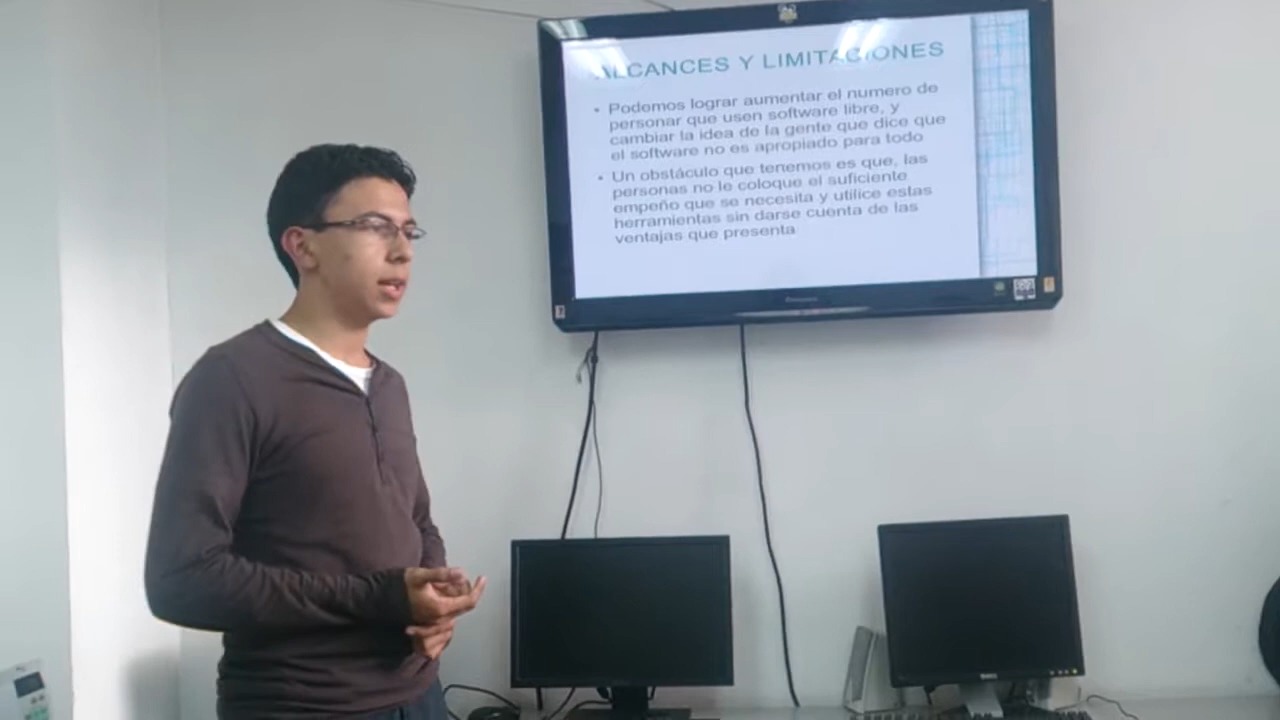 ALCANCES Y LIMITACIONES
• Podemos lograr aumentar el numero de
personar que usen software libre, y
cambiar la idea de la gente que dice que
el software no es apropiado para todo
• Un obstáculo que tenemos es que, las
personas no le coloque el suficiente
empeño que se necesita y utilice estas
herramientas sin darse cuenta de las
ventajas que presenta
Panasonic
DELL